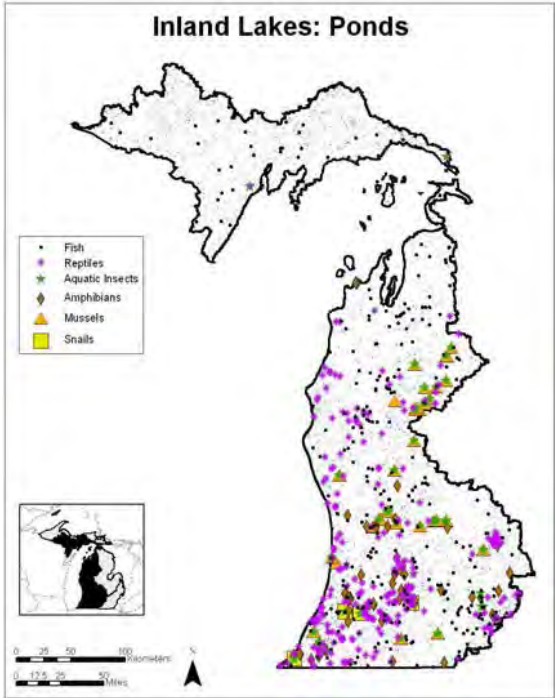 Inland Lakes: Ponds
Fish
Reptiles
Aquatic Insects
Amphibians
Mussels
Snails
0 25 50 100
Kilometers
N
0 12.5 25 50
Miles